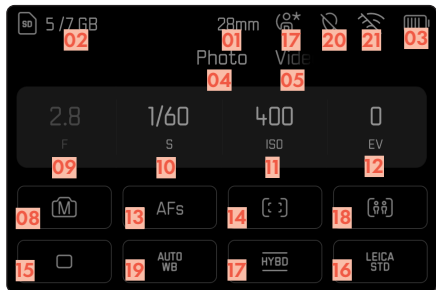 SD 5 / 7 GB 28mm
02 01 17 20 21 03
Photo Vide
04 05
2.8 1/60 400 0
F S ISO EV
09 10 11 12
M AFs
08 13 14 18
AUTO WB HYBD LEICA STD
15 19 17 16